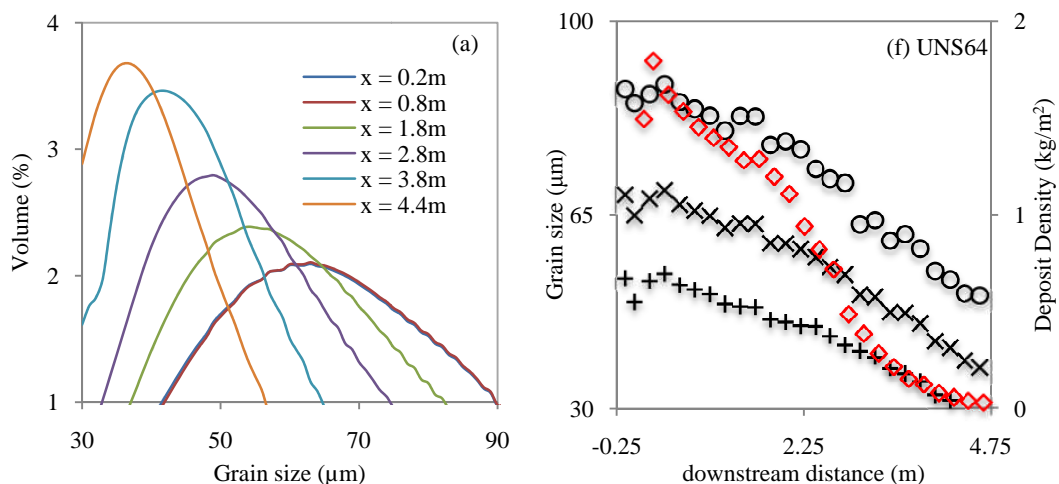 (a)
Volume (%)
4
3
2
1
x = 0.2m
x = 0.8m
x = 1.8m
x = 2.8m
x = 3.8m
x = 4.4m
30 50 70 90
Grain size (µm)
(f) UNS64
Grain size (µm)
100
65
30
Deposit Density (kg/m²)
2
1
0
-0.25 2.25 4.75
downstream distance (m)